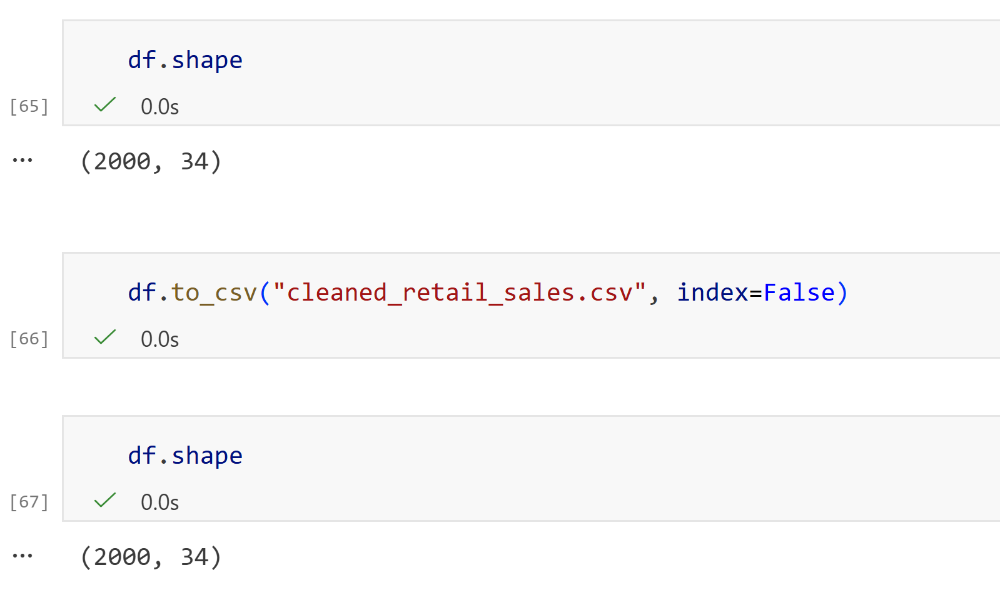 df.shape
[65] 0.0s
(2000, 34)
df.to_csv("cleaned_retail_sales.csv", index=False)
[66] 0.0s
df.shape
[67] 0.0s
(2000, 34)